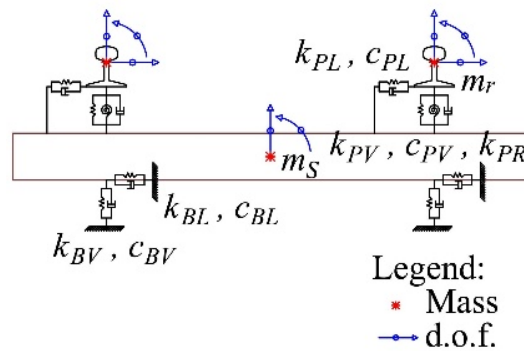 k_PL , c_PL
m_r
k_PV , c_PV , k_PR
m_S
k_BL , c_BL
k_BV , c_BV
Legend:
Mass
d.o.f.